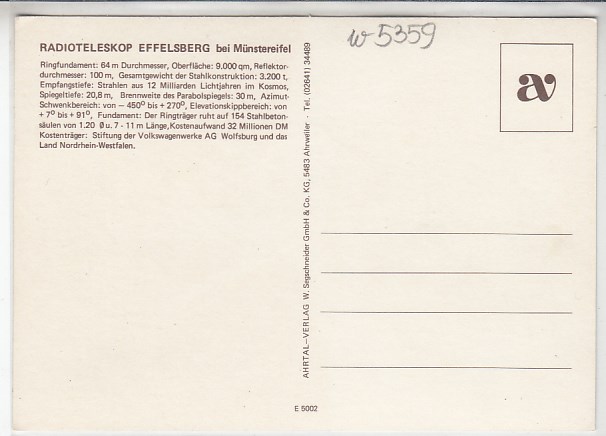 RADIOTELESKOP EFFELSBERG bei Münstereifel
Ringfundament: 64 m Durchmesser, Oberfläche: 9.000 qm, Reflektor-
durchmesser: 100 m, Gesamtgewicht der Stahlkonstruktion: 3.200 t,
Empfangstiefe: Strahlen aus 12 Milliarden Lichtjahren im Kosmos,
Spiegeltiefe: 20,8 m, Brennweite des Parabolspiegels: 30 m, Azimut-
Schwenkbereich: von — 450° bis + 270°, Elevationskippbereich: von
+ 7° bis + 91°, Fundament: Der Ringträger ruht auf 154 Stahlbeton-
säulen von 1.20 Ø u. 7 - 11 m Länge,Kostenaufwand 32 Millionen DM
Kostenträger: Stiftung der Volkswagenwerke AG Wolfsburg und das
Land Nordrhein-Westfalen.
AHRTAL—VERLAG W. Segschneider GmbH & Co. KG, 5483 Ahrweiler · Tel. (02641) 34489
w 5359
av
E 5002